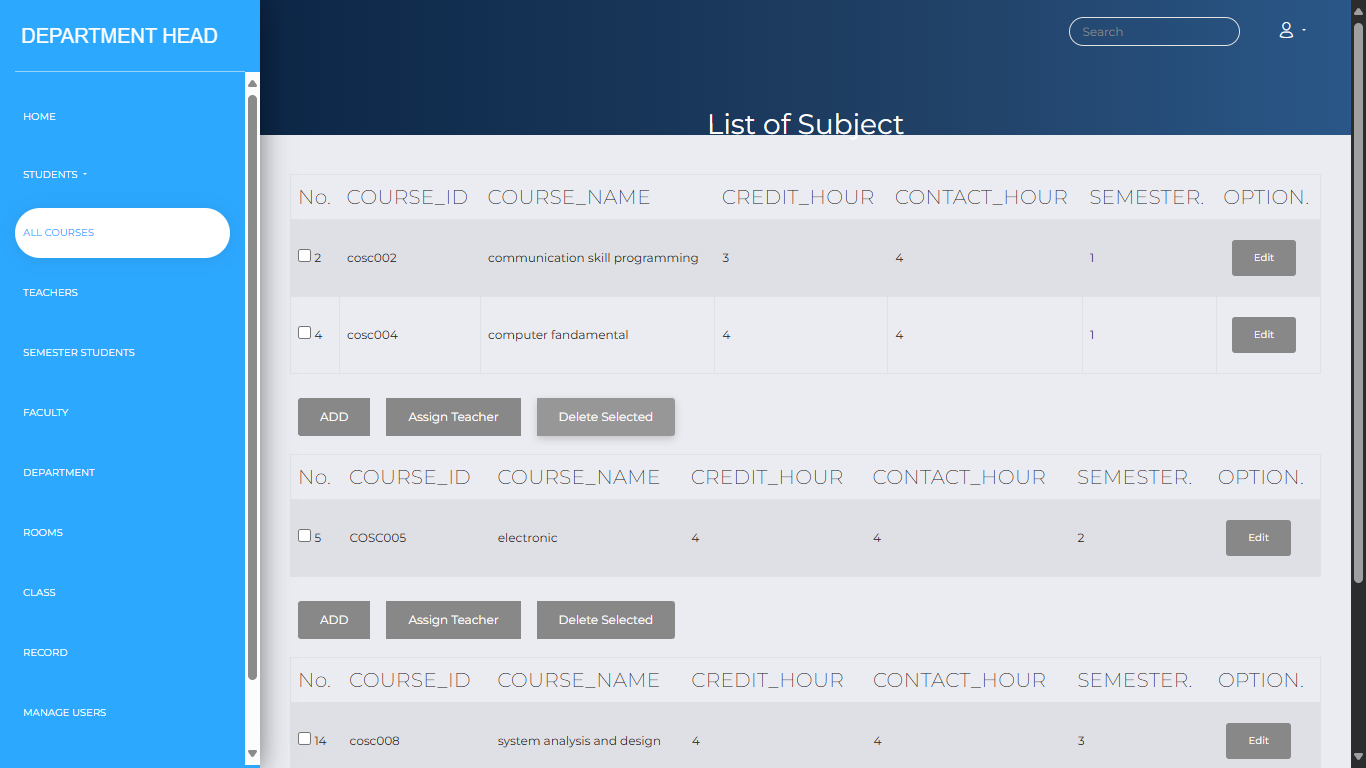 DEPARTMENT HEAD
HOME
STUDENTS
ALL COURSES
TEACHERS
SEMESTER STUDENTS
FACULTY
DEPARTMENT
ROOMS
CLASS
RECORD
MANAGE USERS
Search
List of Subject
No. COURSE_ID COURSE_NAME CREDIT_HOUR CONTACT_HOUR SEMESTER. OPTION.
2 cosc002 communication skill programming 3 4 1 Edit
4 cosc004 computer fandamental 4 4 1 Edit
ADD Assign Teacher Delete Selected
No. COURSE_ID COURSE_NAME CREDIT_HOUR CONTACT_HOUR SEMESTER. OPTION.
5 COSC005 electronic 4 4 2 Edit
ADD Assign Teacher Delete Selected
No. COURSE_ID COURSE_NAME CREDIT_HOUR CONTACT_HOUR SEMESTER. OPTION.
14 cosc008 system analysis and design 4 4 3 Edit